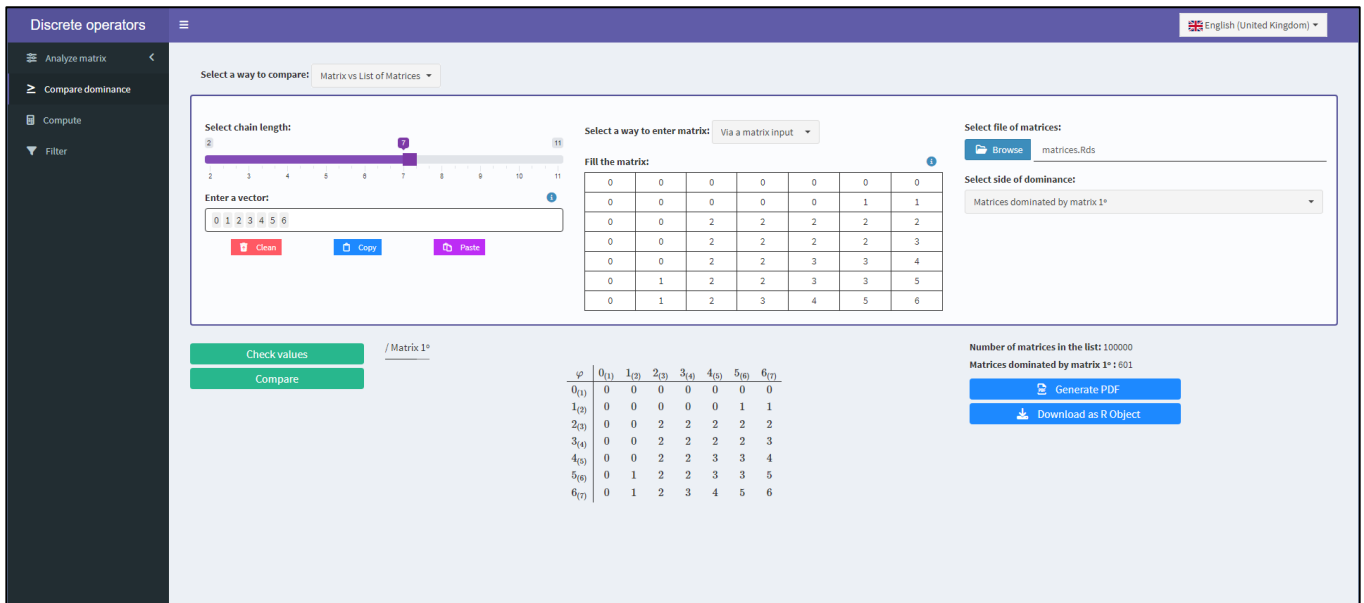 Discrete operators
English (United Kingdom)
Analyze matrix
Compare dominance
Compute
Filter
Select a way to compare: Matrix vs List of Matrices
Select chain length:
2 7 11
2 3 4 5 6 7 8 9 10 11
Enter a vector:
0 1 2 3 4 5 6
Clean Copy Paste
Select a way to enter matrix: Via a matrix input
Fill the matrix:
0 0 0 0 0 0 0
0 0 0 0 0 1 1
0 0 2 2 2 2 2
0 0 2 2 2 2 3
0 0 2 2 3 3 4
0 1 2 2 3 3 5
0 1 2 3 4 5 6
Select file of matrices:
Browse matrices.Rds
Select side of dominance:
Matrices dominated by matrix 1º
Check values
Compare
/ Matrix 1º
φ 0(1) 1(2) 2(3) 3(4) 4(5) 5(6) 6(7)
0(1) 0 0 0 0 0 0 0
1(2) 0 0 0 0 0 1 1
2(3) 0 0 2 2 2 2 2
3(4) 0 0 2 2 2 2 3
4(5) 0 0 2 2 3 3 4
5(6) 0 1 2 2 3 3 5
6(7) 0 1 2 3 4 5 6
Number of matrices in the list: 100000
Matrices dominated by matrix 1º : 601
Generate PDF
Download as R Object